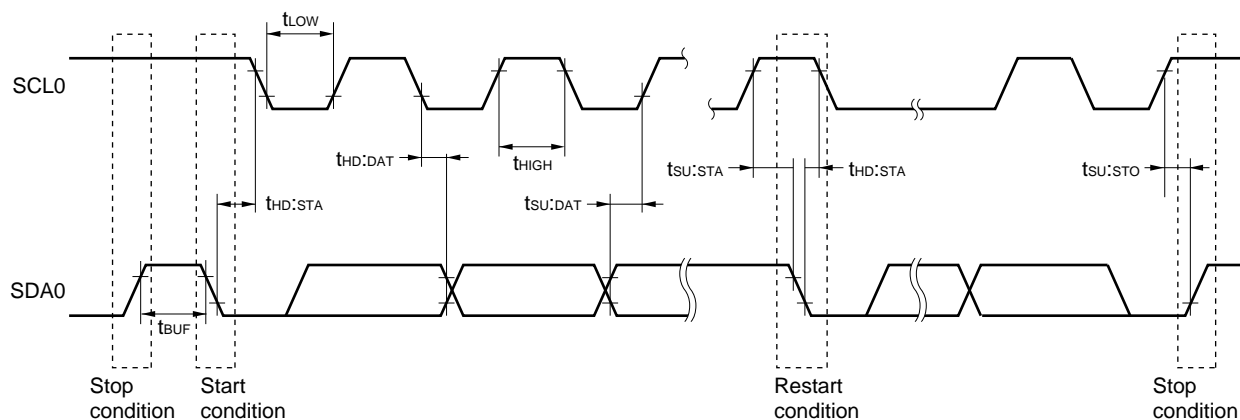 tLOW
SCL0
tHD:DAT
tHIGH
tSU:STA
tHD:STA
tSU:STO
tHD:STA
tSU:DAT
SDA0
tBUF
Stop
condition
Start
condition
Restart
condition
Stop
condition